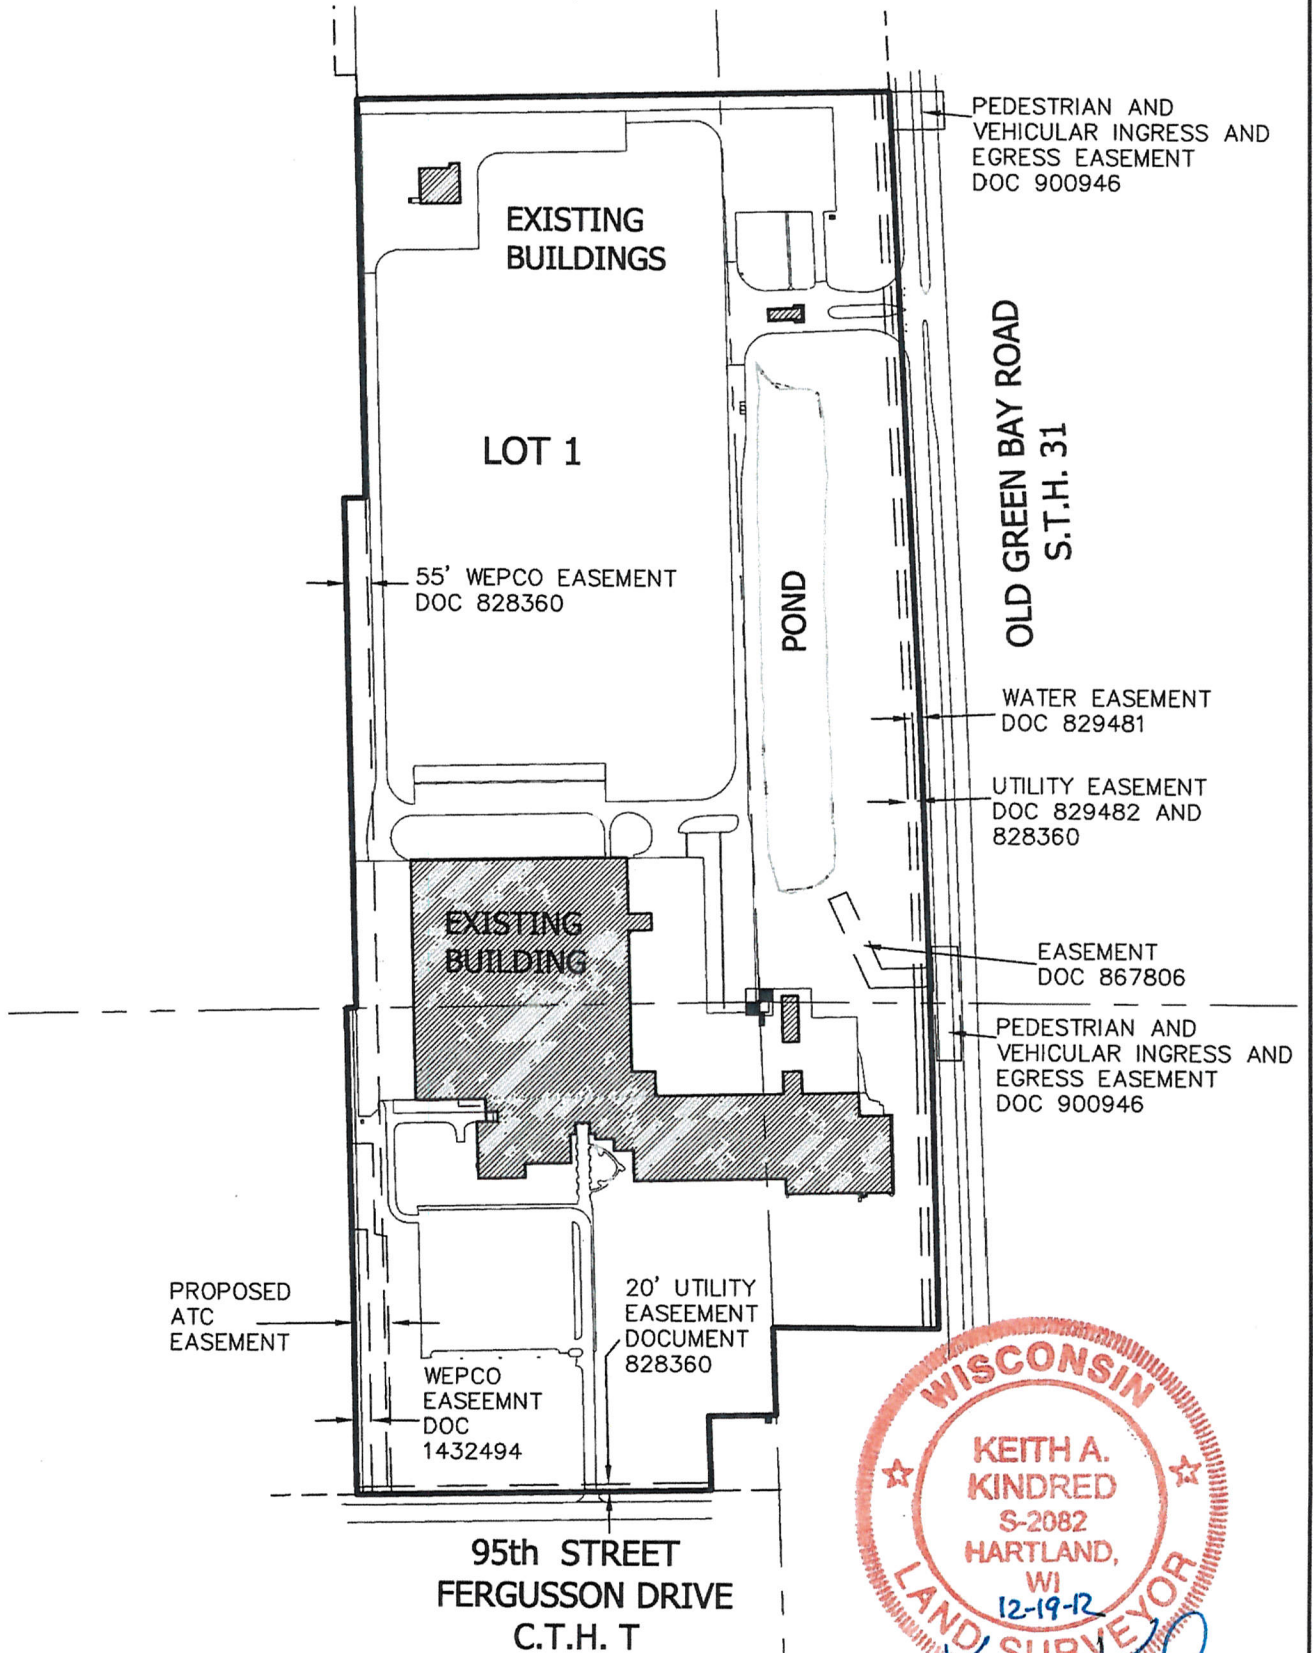 PEDESTRIAN AND
VEHICULAR INGRESS AND
EGRESS EASEMENT
DOC 900946
EXISTING
BUILDINGS
OLD GREEN BAY ROAD
S.T.H. 31
LOT 1
55' WEPCO EASEMENT
DOC 828360
POND
WATER EASEMENT
DOC 829481
UTILITY EASEMENT
DOC 829482 AND
828360
EXISTING
BUILDING
EASEMENT
DOC 867806
PEDESTRIAN AND
VEHICULAR INGRESS AND
EGRESS EASEMENT
DOC 900946
PROPOSED
ATC
EASEMENT
20' UTILITY
EASEEMENT
DOCUMENT
828360
WEPCO
EASEEMNT
DOC
1432494
95th STREET
FERGUSSON DRIVE
C.T.H. T
WISCONSIN
KEITH A.
KINDRED
S-2082
HARTLAND,
WI
12-19-12
LAND SURVEYOR